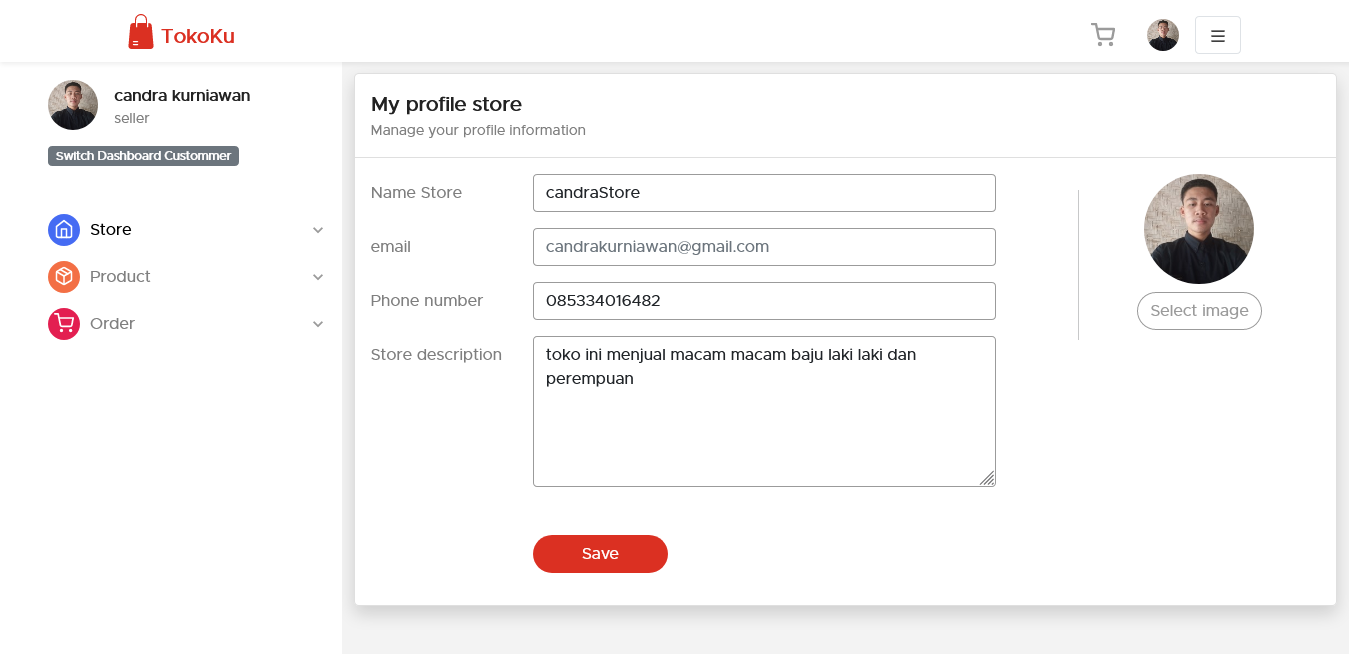 TokoKu
candra kurniawan
seller
Switch Dashboard Custommer
Store
Product
Order
My profile store
Manage your profile information
Name Store
candraStore
email
candrakurniawan@gmail.com
Phone number
085334016482
Store description
toko ini menjual macam macam baju laki laki dan
perempuan
Save
Select image